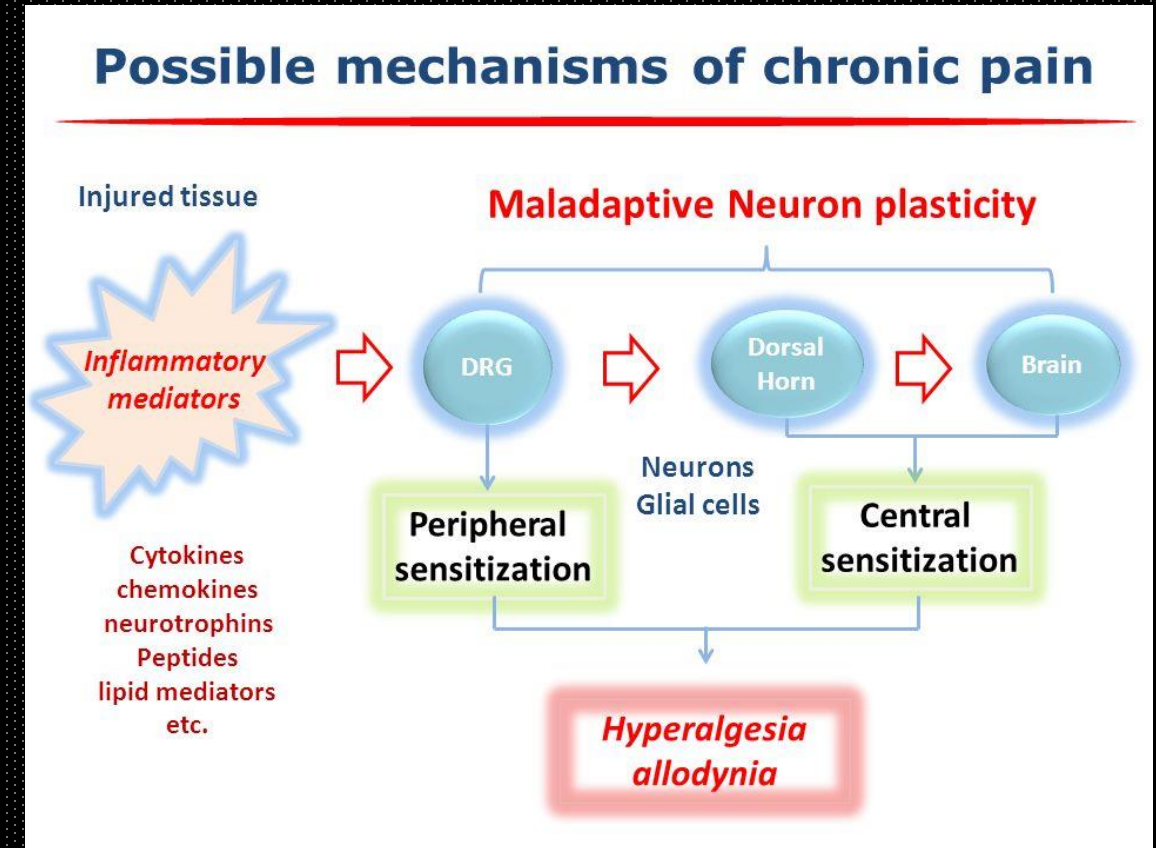 Possible mechanisms of chronic pain
Injured tissue
Maladaptive Neuron plasticity
Inflammatory
mediators
DRG
Dorsal
Horn
Brain
Neurons
Glial cells
Peripheral
sensitization
Central
sensitization
Cytokines
chemokines
neurotrophins
Peptides
lipid mediators
etc.
Hyperalgesia
allodynia